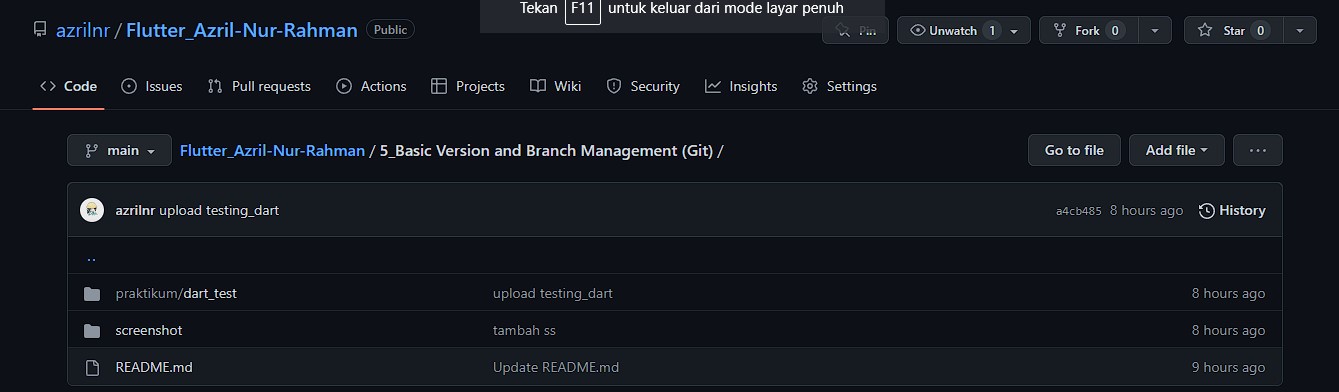 Tekan F11 untuk keluar dari mode layar penuh
azrilnr / Flutter_Azril-Nur-Rahman Public Pin Unwatch 1 Fork 0 Star 0
Code Issues Pull requests Actions Projects Wiki Security Insights Settings
main Flutter_Azril-Nur-Rahman / 5_Basic Version and Branch Management (Git) / Go to file Add file ...
azrilnr upload testing_dart a4cb485 8 hours ago History
..
praktikum/dart_test upload testing_dart 8 hours ago
screenshot tambah ss 8 hours ago
README.md Update README.md 9 hours ago